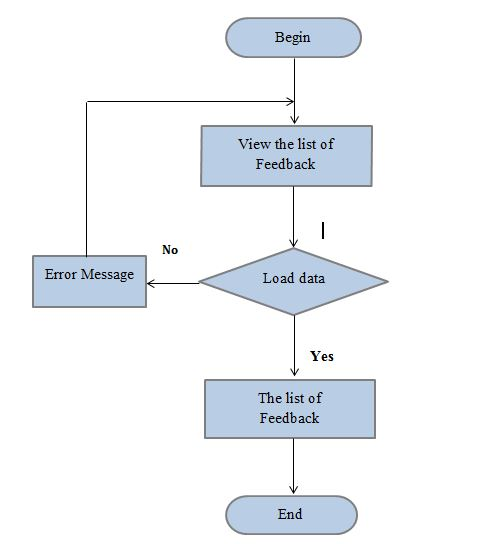 Begin
View the list of
Feedback
No
Error Message
Load data
Yes
The list of
Feedback
End